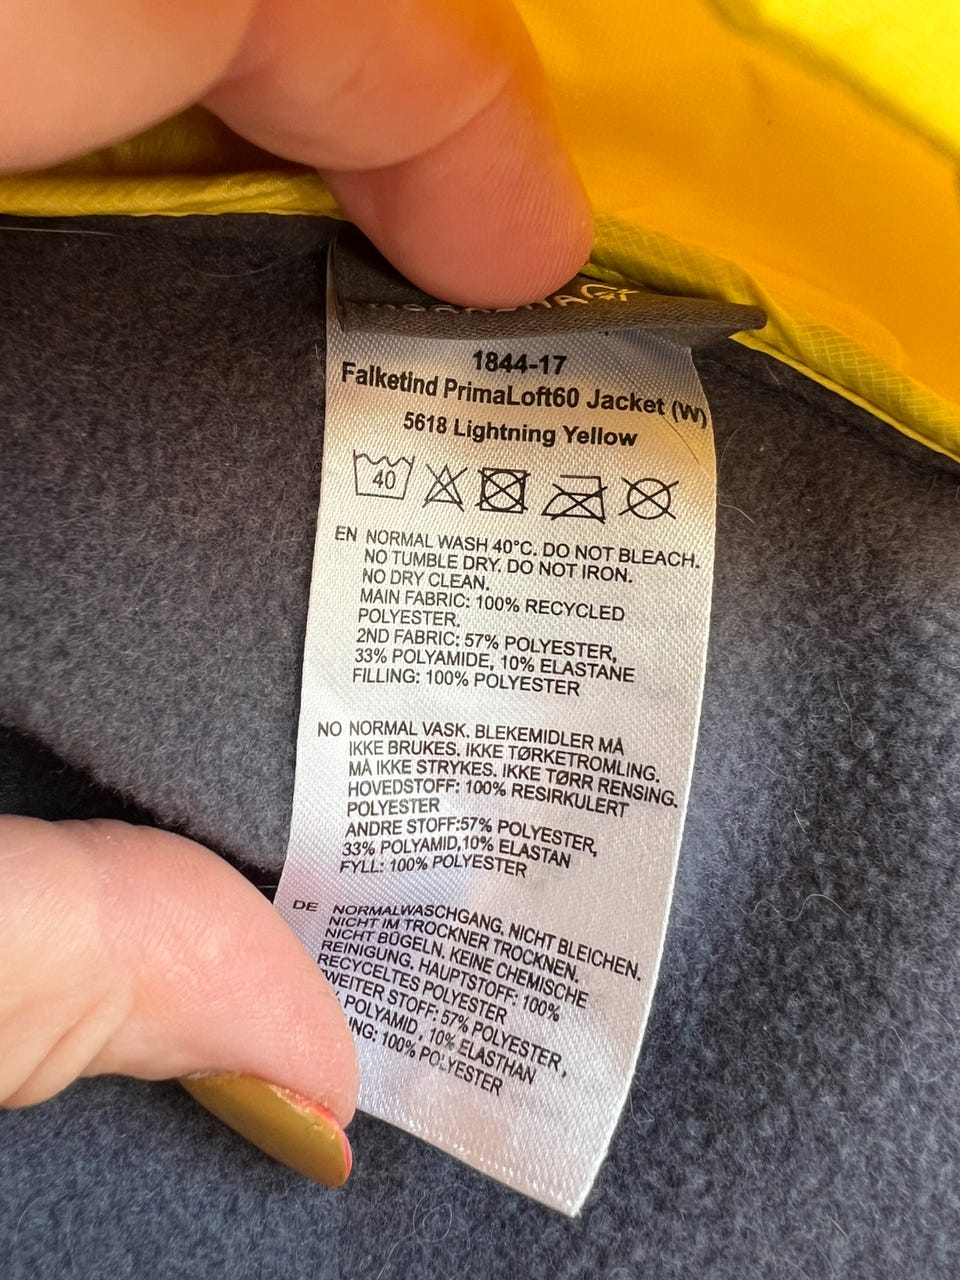 1844-17
Falketind PrimaLoft60 Jacket (W)
5618 Lightning Yellow
40
EN NORMAL WASH 40°C. DO NOT BLEACH.
NO TUMBLE DRY. DO NOT IRON.
NO DRY CLEAN.
MAIN FABRIC: 100% RECYCLED
POLYESTER.
2ND FABRIC: 57% POLYESTER,
33% POLYAMIDE, 10% ELASTANE
FILLING: 100% POLYESTER
NO NORMAL VASK. BLEKEMIDLER MÅ
IKKE BRUKES. IKKE TØRKETROMLING.
MÅ IKKE STRYKES. IKKE TØRR RENSING.
HOVEDSTOFF: 100% RESIRKULERT
POLYESTER
ANDRE STOFF:57% POLYESTER,
33% POLYAMID,10% ELASTAN
FYLL: 100% POLYESTER
DE NORMALWASCHGANG. NICHT BLEICHEN.
NICHT IM TROCKNER TROCKNEN.
NICHT BÜGELN. KEINE CHEMISCHE
REINIGUNG. HAUPTSTOFF: 100%
RECYCELTES POLYESTER
WEITER STOFF: 57% POLYESTER,
POLYAMID, 10% ELASTHAN
100% POLYESTER